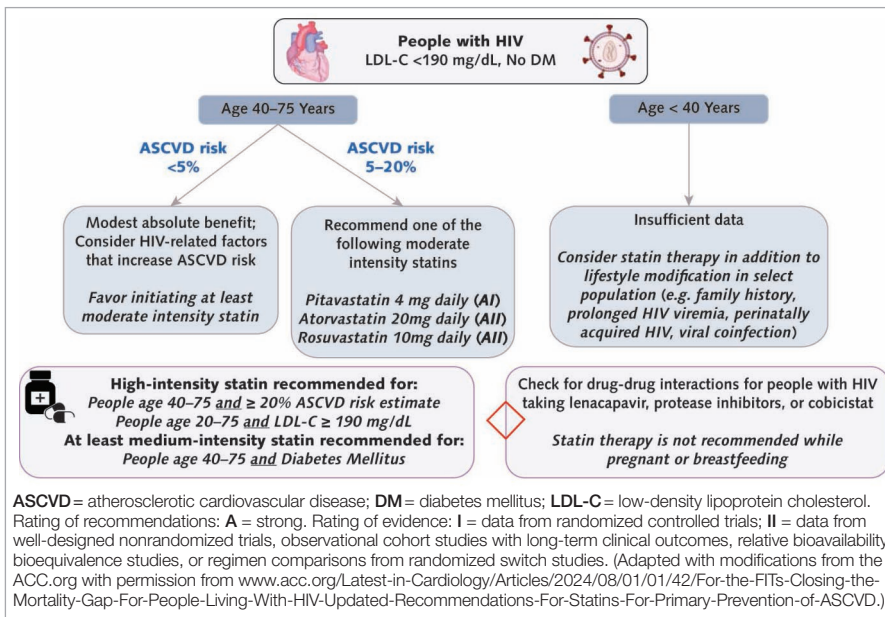 People with HIV
LDL-C <190 mg/dL, No DM
Age 40–75 Years
Age < 40 Years
ASCVD risk
<5%
ASCVD risk
5–20%
Modest absolute benefit;
Consider HIV-related factors
that increase ASCVD risk
Favor initiating at least
moderate intensity statin
Recommend one of the
following moderate
intensity statins
Pitavastatin 4 mg daily (AI)
Atorvastatin 20mg daily (AII)
Rosuvastatin 10mg daily (AII)
Insufficient data
Consider statin therapy in addition to
lifestyle modification in select
population (e.g. family history,
prolonged HIV viremia, perinatally
acquired HIV, viral coinfection)
High-intensity statin recommended for:
People age 40–75 and ≥ 20% ASCVD risk estimate
People age 20–75 and LDL-C ≥ 190 mg/dL
At least medium-intensity statin recommended for:
People age 40–75 and Diabetes Mellitus
Check for drug-drug interactions for people with HIV
taking lenacapavir, protease inhibitors, or cobicistat
Statin therapy is not recommended while
pregnant or breastfeeding
ASCVD = atherosclerotic cardiovascular disease; DM = diabetes mellitus; LDL-C = low-density lipoprotein cholesterol.
Rating of recommendations: A = strong. Rating of evidence: I = data from randomized controlled trials; II = data from
well-designed nonrandomized trials, observational cohort studies with long-term clinical outcomes, relative bioavailability/
bioequivalence studies, or regimen comparisons from randomized switch studies. (Adapted with modifications from the
ACC.org with permission from www.acc.org/Latest-in-Cardiology/Articles/2024/08/01/01/42/For-the-FITs-Closing-the-
Mortality-Gap-For-People-Living-With-HIV-Updated-Recommendations-For-Statins-For-Primary-Prevention-of-ASCVD.)